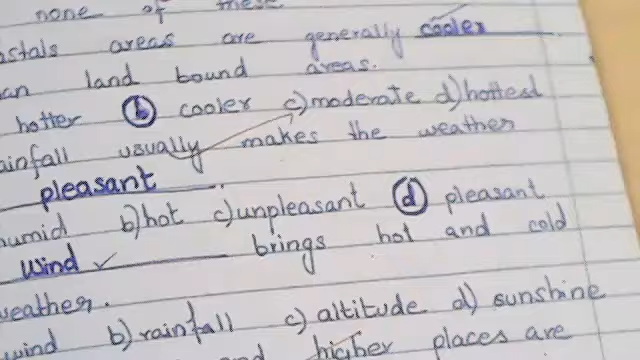 none of these
astals areas are generally cooler
an land bound areas.
hotter b) cooler c) moderate d) hottest
ainfall usually makes the weather
pleasant.
humid b) hot c) unpleasant d) pleasant
Wind ✓ brings hot and cold
weather.
wind b) rainfall c) altitude d) sunshine
higher places are